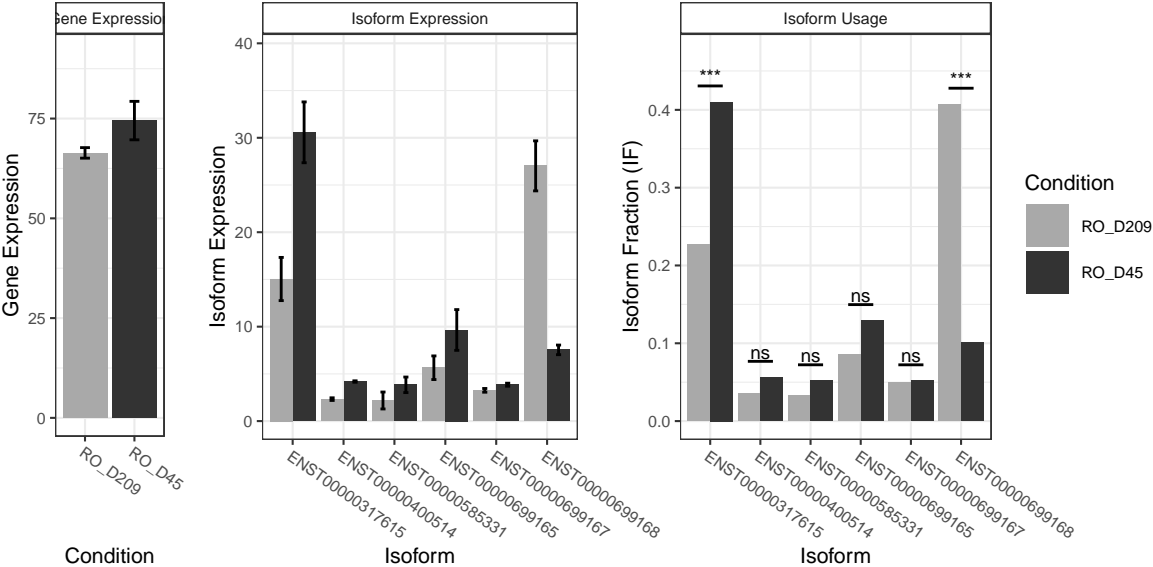 Gene Expression
Isoform Expression
Isoform Usage
Gene Expression
75
50
25
0
RO_D209
RO_D45
Condition
Isoform Expression
40
30
20
10
0
ENST00000317615
ENST00000400514
ENST00000585331
ENST00000699165
ENST00000699167
ENST00000699168
Isoform
Isoform Fraction (IF)
0.4
0.3
0.2
0.1
0.0
***
ns
ns
ns
ns
***
ENST00000317615
ENST00000400514
ENST00000585331
ENST00000699165
ENST00000699167
ENST00000699168
Isoform
Condition
RO_D209
RO_D45